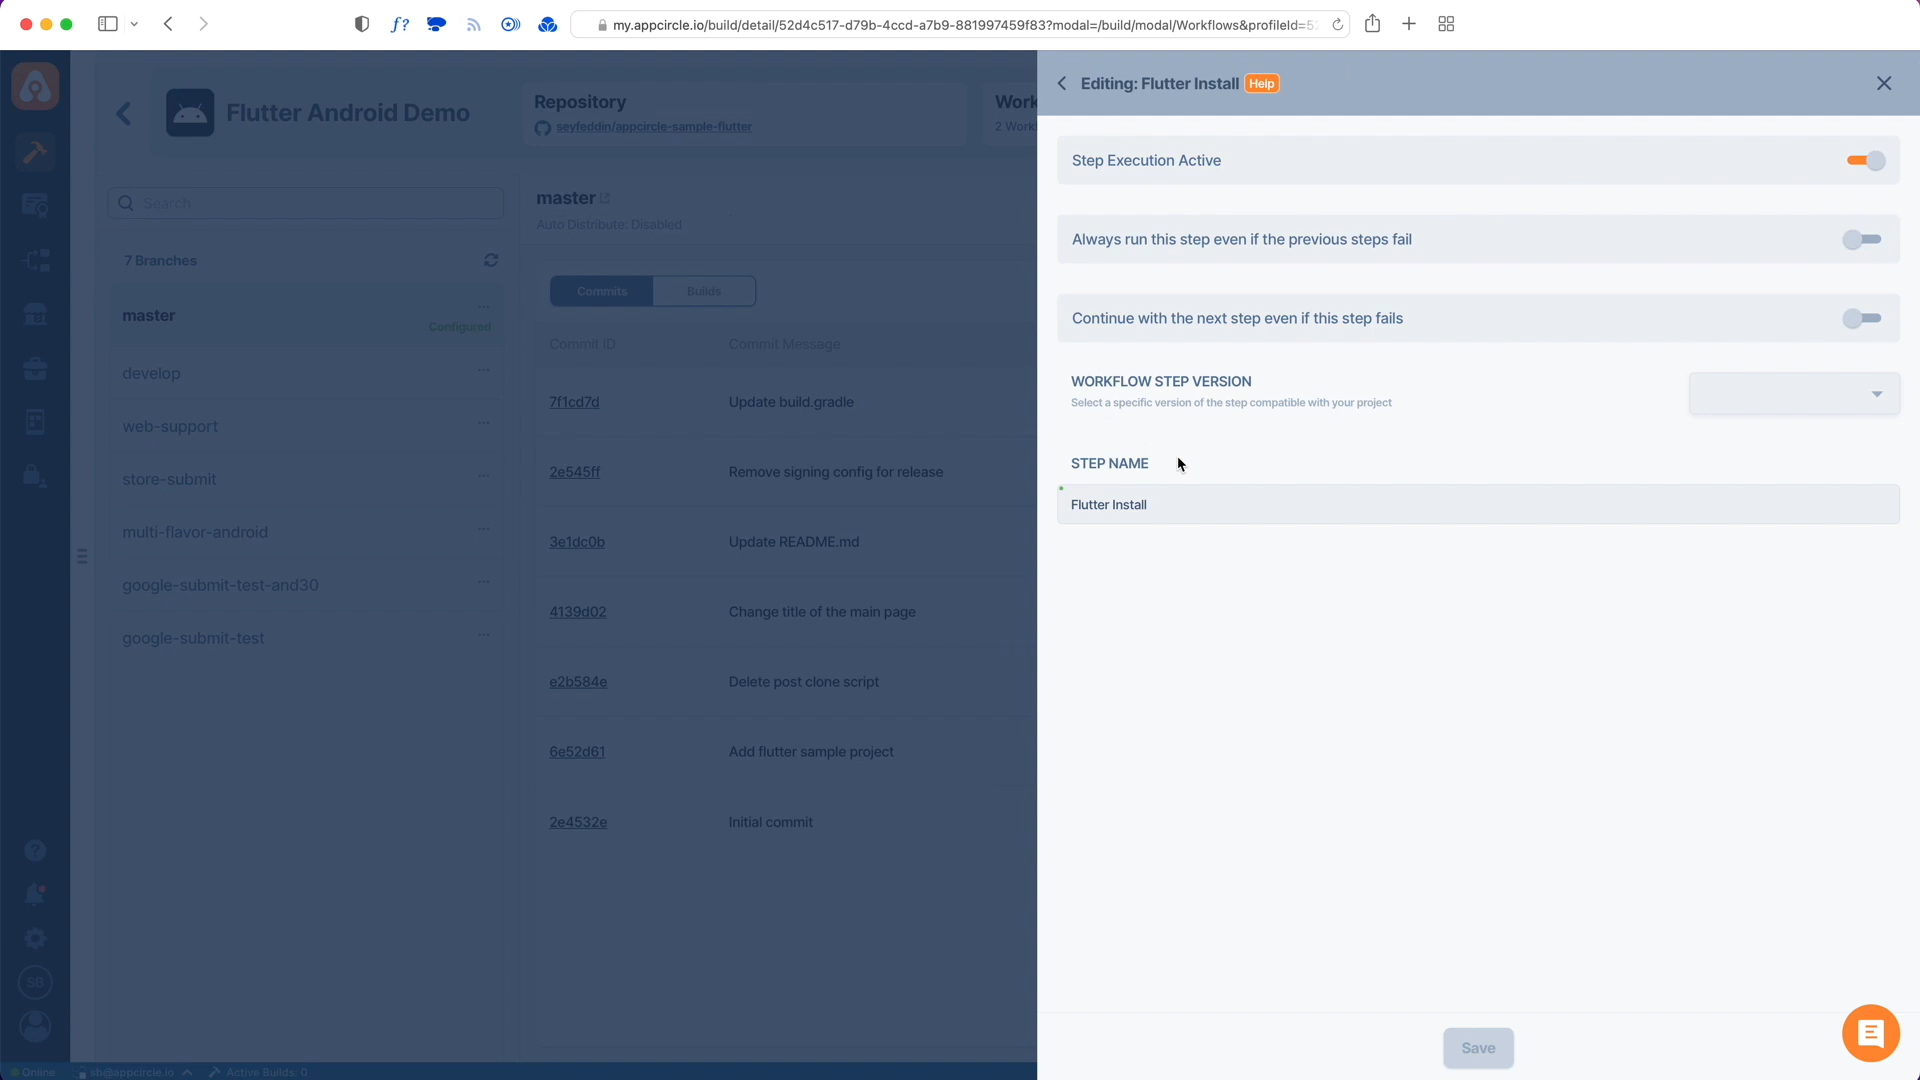 my.appcircle.io/build/detail/52d4c517-d79b-4ccd-a7b9-881997459f83?modal=/build/modal/Workflows&profileId=5
Flutter Android Demo
Repository
seyfeddin/appcircle-sample-flutter
Work
2 Work
Search
7 Branches
master
Configured
develop
web-support
store-submit
multi-flavor-android
google-submit-test-and30
google-submit-test
master
Auto Distribute: Disabled
Commits
Builds
Commit ID
Commit Message
7f1cd7d
Update build.gradle
2e545ff
Remove signing config for release
3e1dc0b
Update README.md
4139d02
Change title of the main page
e2b584e
Delete post clone script
6e52d61
Add flutter sample project
2e4532e
Initial commit
Editing: Flutter Install Help
Step Execution Active
Always run this step even if the previous steps fail
Continue with the next step even if this step fails
WORKFLOW STEP VERSION
Select a specific version of the step compatible with your project
STEP NAME
Flutter Install
Save
SB
Online
sb@appcircle.io
Active Builds: 0